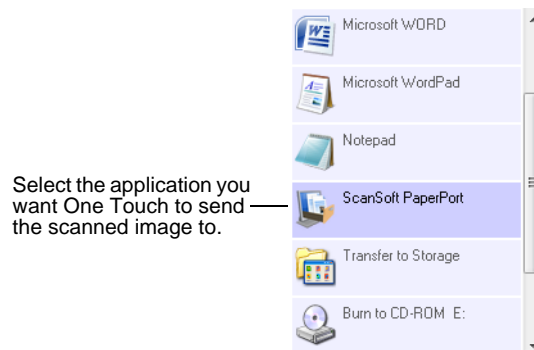 Microsoft WORD
Microsoft WordPad
Notepad
Select the application you
want One Touch to send
the scanned image to.
ScanSoft PaperPort
Transfer to Storage
Burn to CD-ROM E: